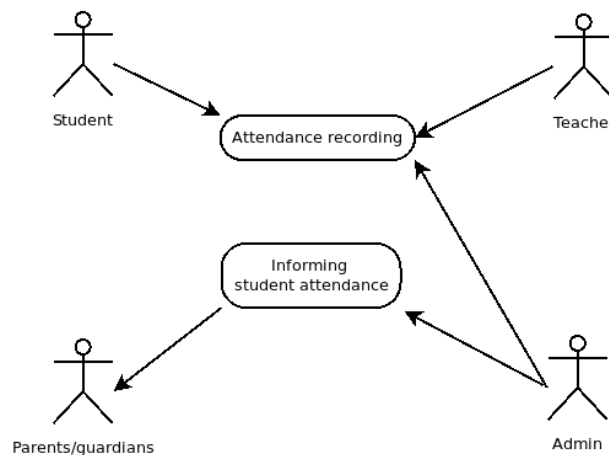 Student
Teache
Attendance recording
Informing
student attendance
Parents/guardians
Admin